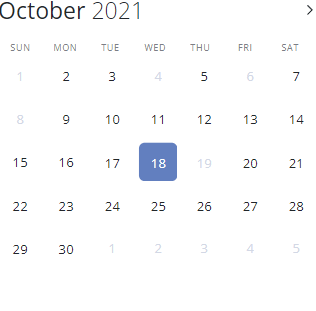 October 2021
SUN MON TUE WED THU FRI SAT
1 2 3 4 5 6 7
8 9 10 11 12 13 14
15 16 17 18 19 20 21
22 23 24 25 26 27 28
29 30 1 2 3 4 5